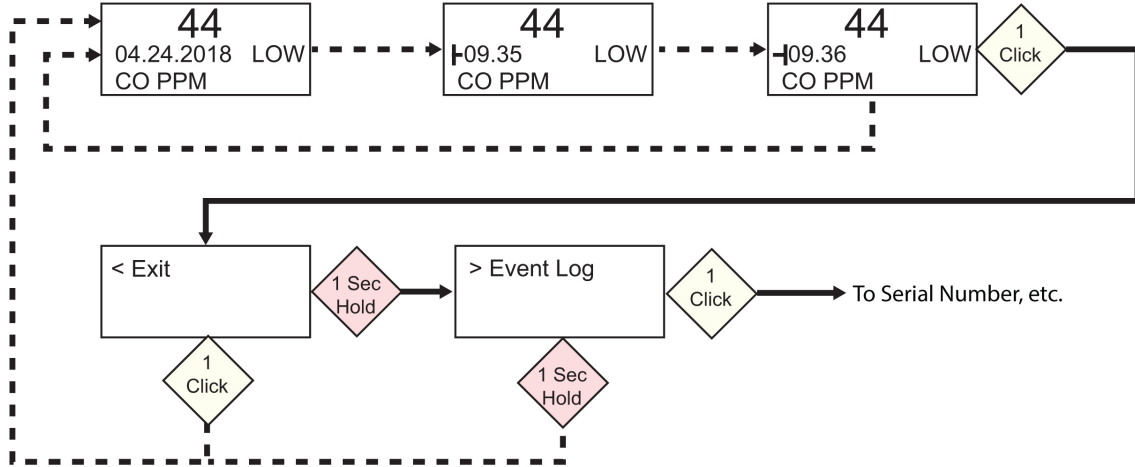 44
04.24.2018 LOW
CO PPM
44
09.35 LOW
CO PPM
44
09.36 LOW
CO PPM
1
Click
< Exit
1 Sec
Hold
> Event Log
1
Click
To Serial Number, etc.
1
Click
1 Sec
Hold